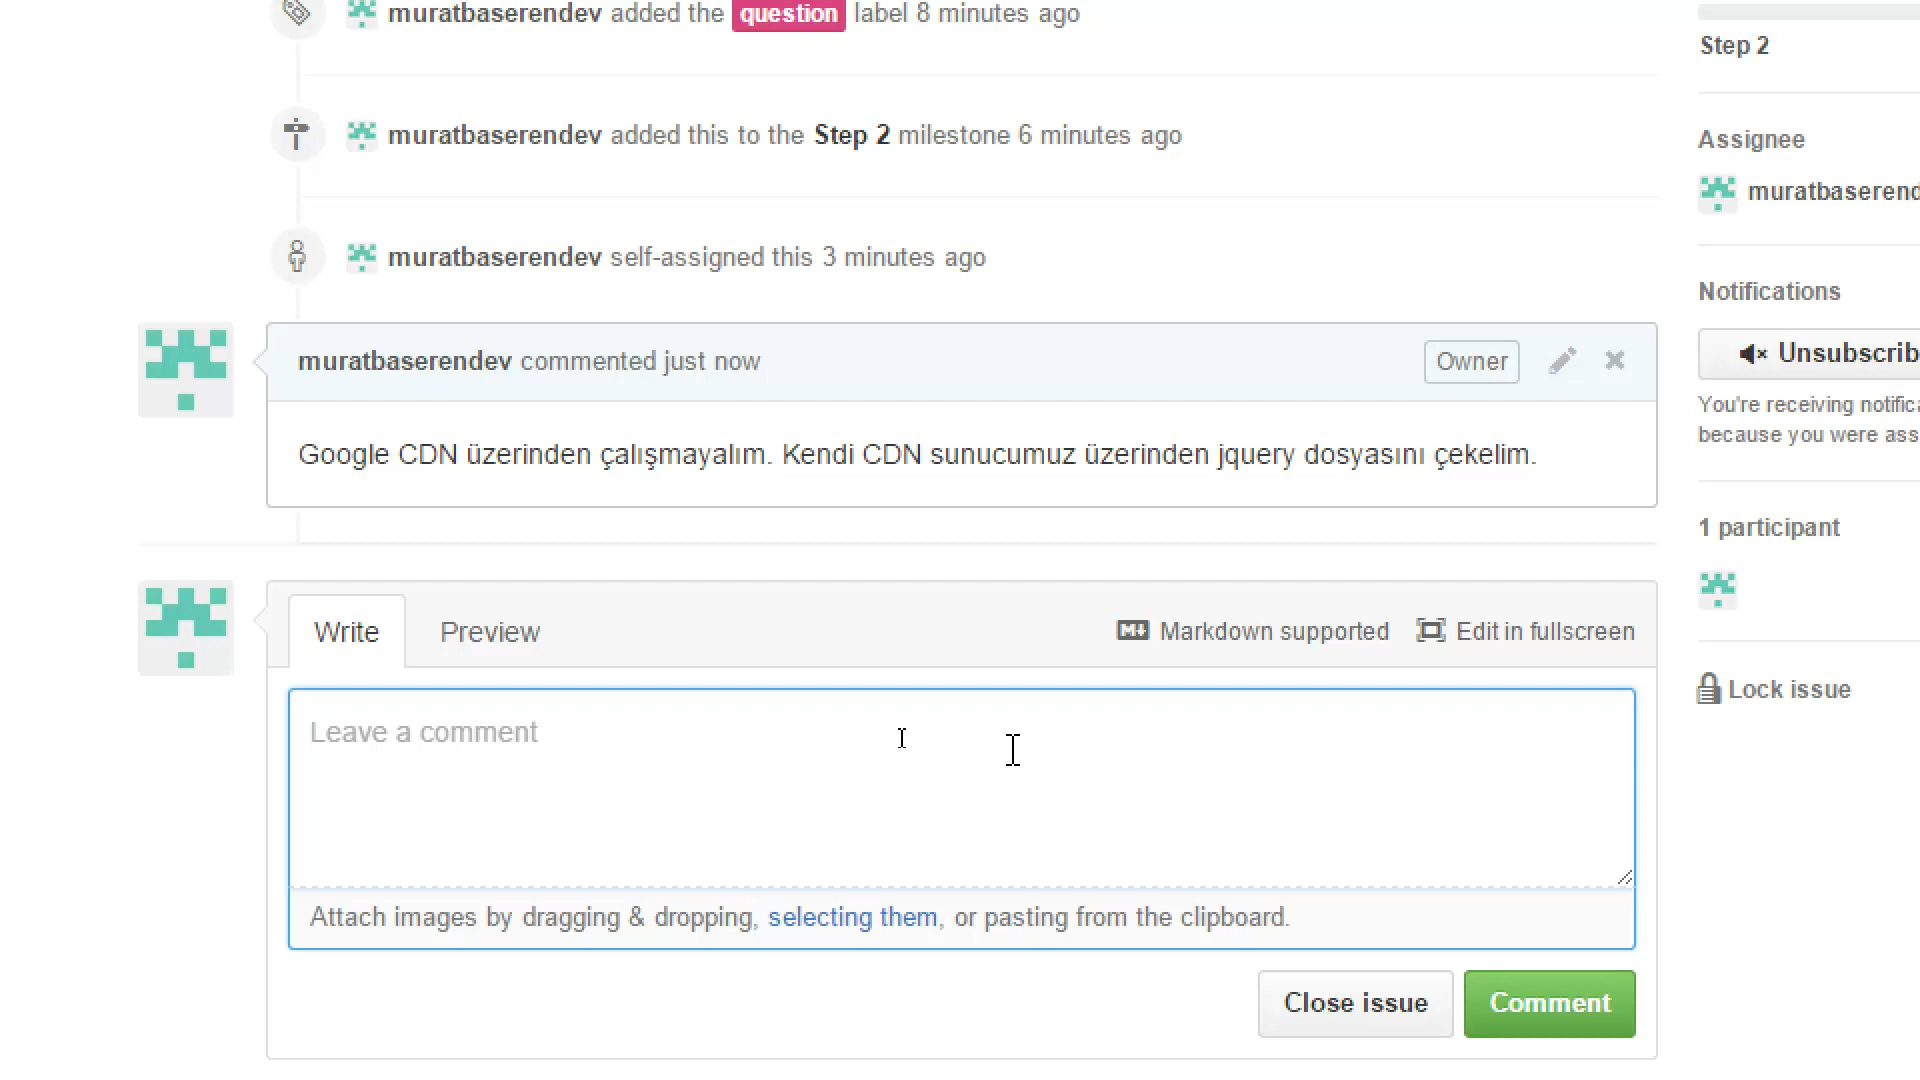 muratbaserendev added the question label 8 minutes ago
Step 2
muratbaserendev added this to the Step 2 milestone 6 minutes ago
Assignee
muratbaserend
muratbaserendev self-assigned this 3 minutes ago
Notifications
muratbaserendev commented just now
Owner
Unsubscrib
You're receiving notifica
because you were ass
Google CDN üzerinden çalışmayalım. Kendi CDN sunucumuz üzerinden jquery dosyasını çekelim.
1 participant
Write
Preview
Markdown supported
Edit in fullscreen
Lock issue
Leave a comment
Attach images by dragging & dropping, selecting them, or pasting from the clipboard.
Close issue
Comment